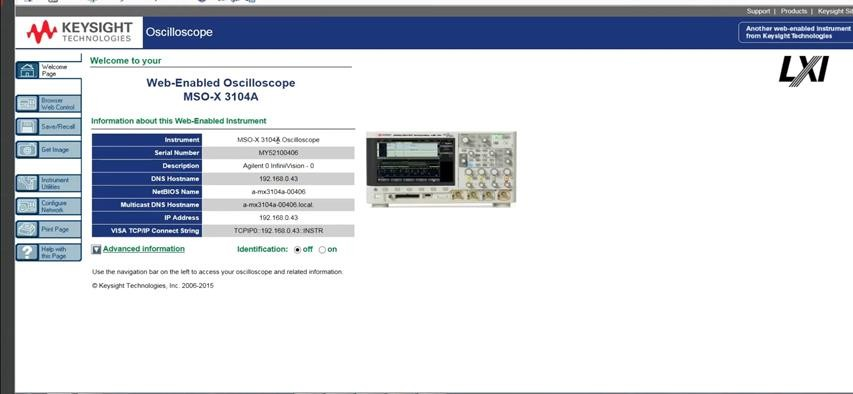 Support | Products | Keysight
KEYSIGHT
TECHNOLOGIES
Oscilloscope
Another web-enabled instrument
from Keysight Technologies
Welcome
Page
Welcome to your
LXI
Web-Enabled Oscilloscope
MSO-X 3104A
Browser
Web Control
Save/Recall
Get Image
Instrument
Utilities
Configure
Network
Print Page
Help with
this Page
Information about this Web-Enabled Instrument
Instrument MSO-X 3104A Oscilloscope
Serial Number MY52100406
Description Agilent 0 InfiniiVision - 0
DNS Hostname 192.168.0.43
NetBIOS Name a-mx3104a-00406
Multicast DNS Hostname a-mx3104a-00406.local.
IP Address 192.168.0.43
VISA TCP/IP Connect String TCPIP0::192.168.0.43::INSTR
Advanced information Identification: off on
Use the navigation bar on the left to access your oscilloscope and related information.
© Keysight Technologies, Inc. 2006-2015